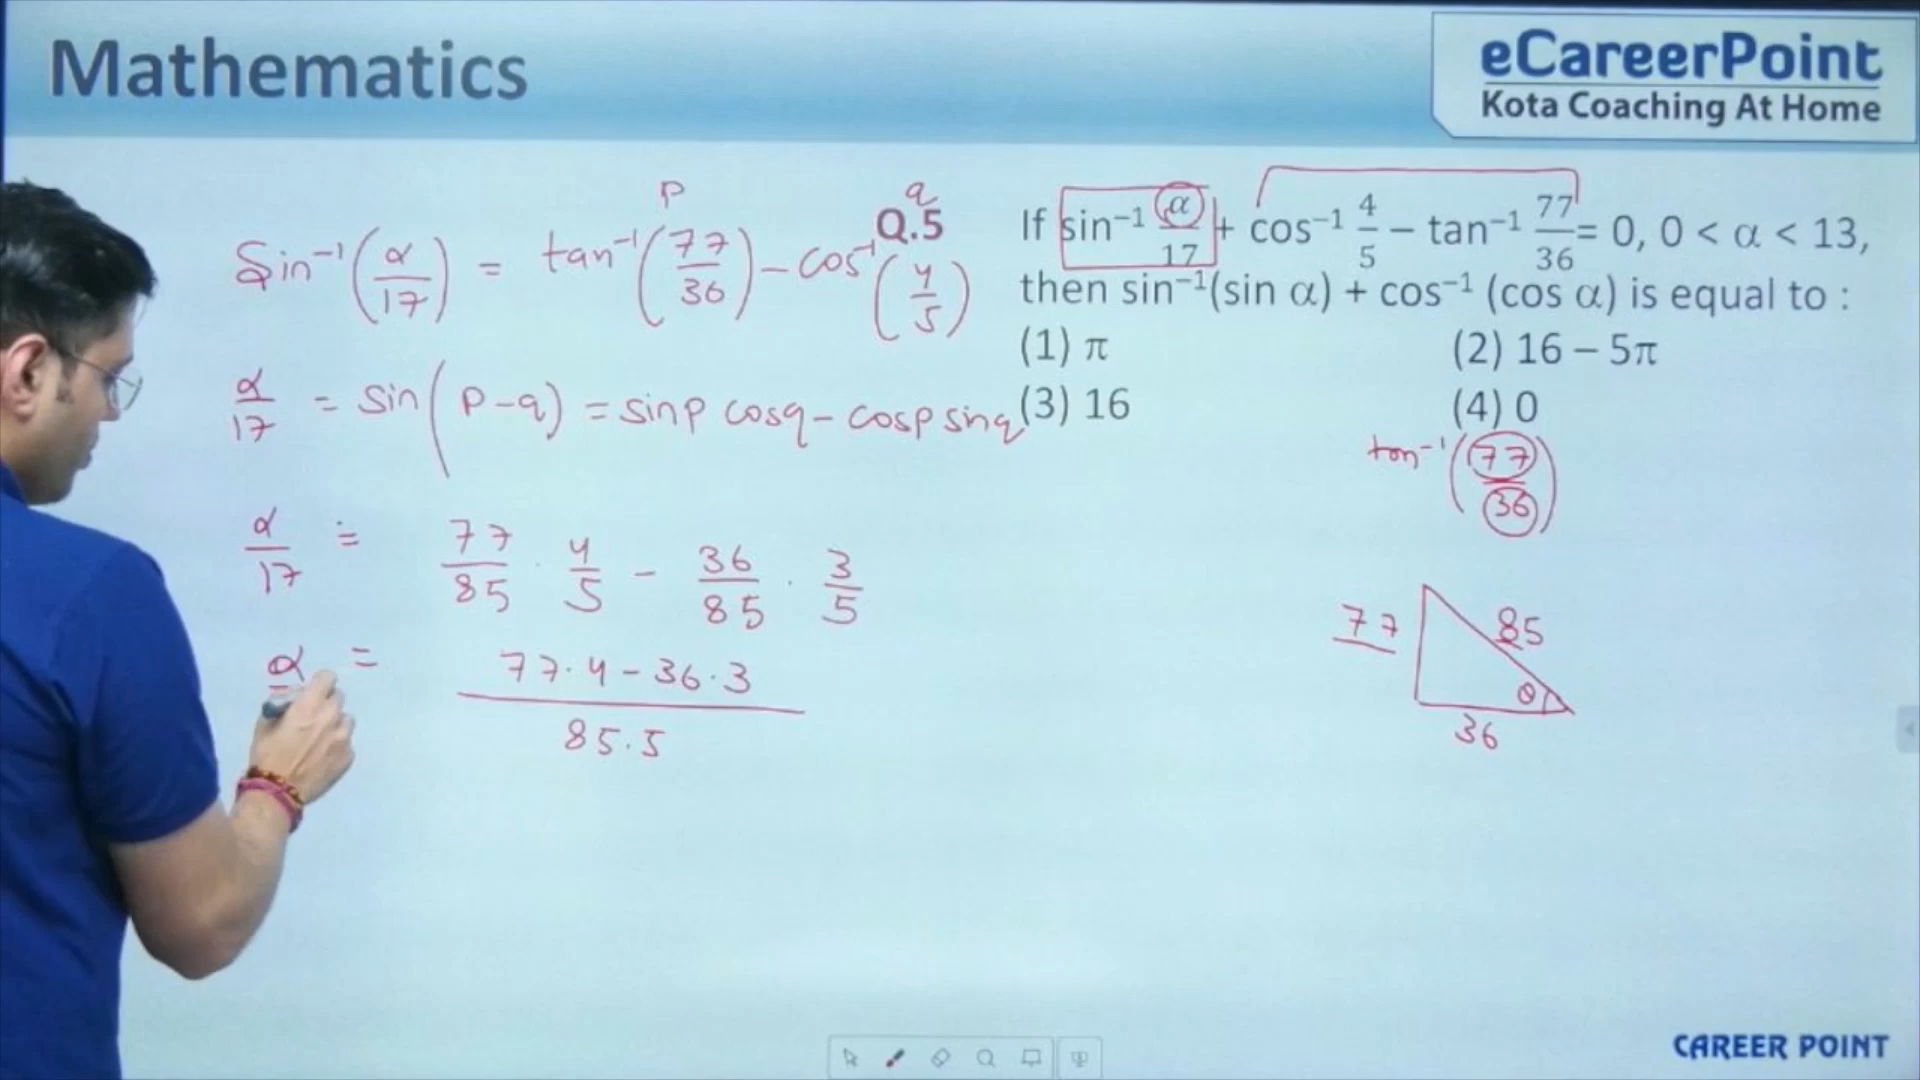 Mathematics
eCareerPoint
Kota Coaching At Home
Q.5 If sin⁻¹ α/17 + cos⁻¹ 4/5 − tan⁻¹ 77/36 = 0, 0 < α < 13,
then sin⁻¹(sin α) + cos⁻¹ (cos α) is equal to :
(1) π
(2) 16 – 5π
(3) 16
(4) 0
p q
Sin⁻¹(α/17) = tan⁻¹(77/36) − cos⁻¹(4/5)
α/17 = sin(p-q) = sinp cosq − cosp sinq
α/17 = 77/85 · 4/5 − 36/85 · 3/5
α = 77·4 − 36·3
85·5
tan⁻¹(77/36)
77
85
θ
36
CAREER POINT